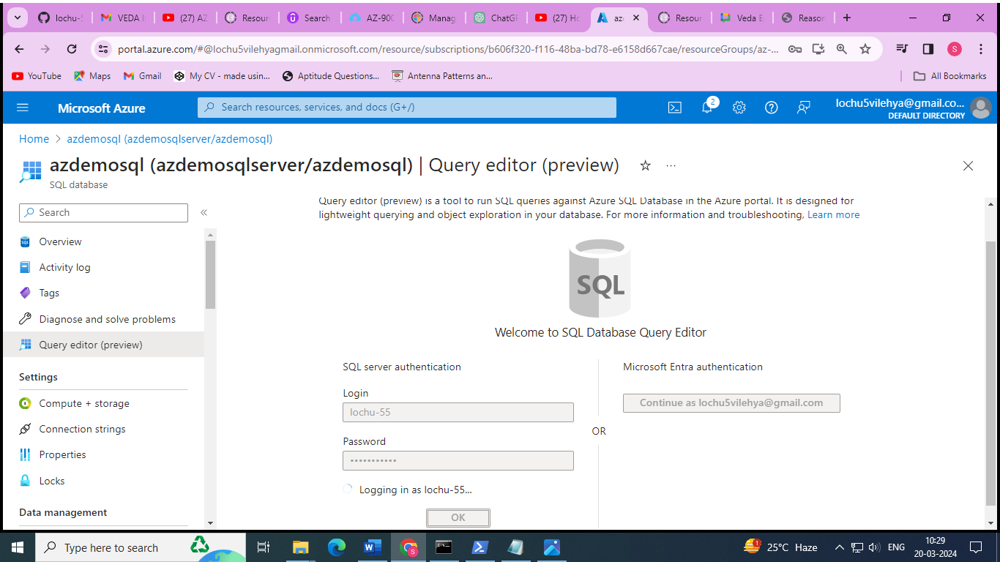 lochu-5
VEDA I
(27) AZ
Resour
Search
AZ-900
Manag
ChatGP
(27) Ho
az
Resour
Veda E
Reason
portal.azure.com/#@lochu5vilehyagmail.onmicrosoft.com/resource/subscriptions/b606f320-f116-48ba-bd78-e6158d667cae/resourceGroups/az-...
S
YouTube
Maps
Gmail
My CV - made usin...
Aptitude Questions...
Antenna Patterns an...
All Bookmarks
Microsoft Azure
Search resources, services, and docs (G+/)
2
lochu5vilehya@gmail.co...
DEFAULT DIRECTORY
Home > azdemosql (azdemosqlserver/azdemosql)
azdemosql (azdemosqlserver/azdemosql) | Query editor (preview)
SQL database
Search
Overview
Activity log
Tags
Diagnose and solve problems
Query editor (preview)
Settings
Compute + storage
Connection strings
Properties
Locks
Data management
Query editor (preview) is a tool to run SQL queries against Azure SQL Database in the Azure portal. It is designed for
lightweight querying and object exploration in your database. For more information and troubleshooting, Learn more
SQL
Welcome to SQL Database Query Editor
SQL server authentication
Login
lochu-55
Password
Logging in as lochu-55...
OK
OR
Microsoft Entra authentication
Continue as lochu5vilehya@gmail.com
Type here to search
1
25°C Haze
ENG
10:29
20-03-2024